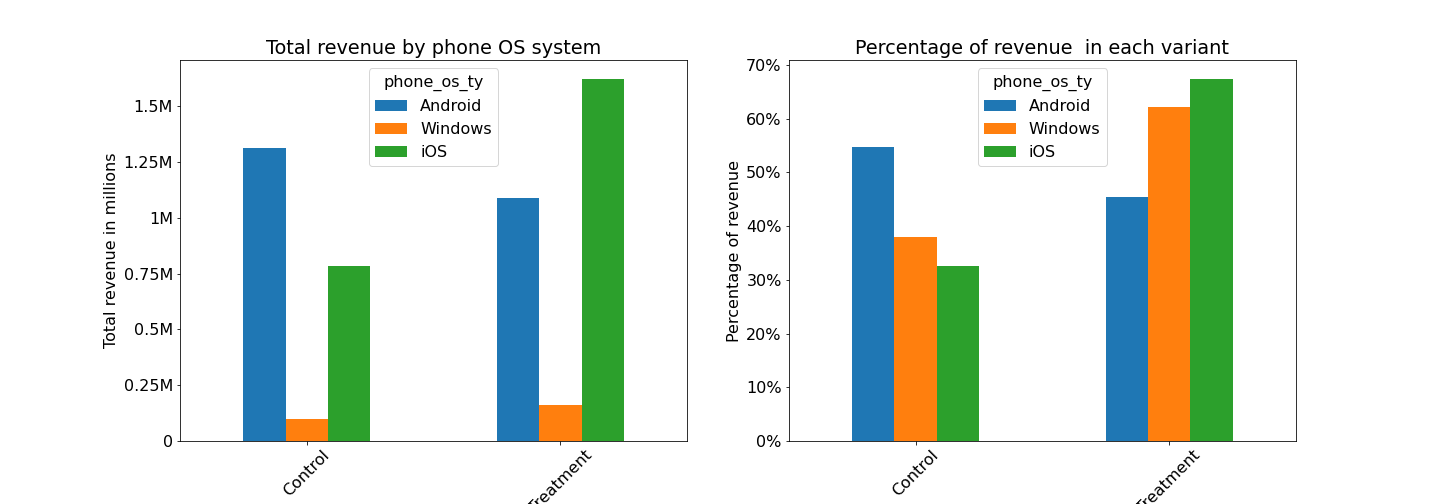 Total revenue by phone OS system
Total revenue in millions
1.5M
1.25M
1M
0.75M
0.5M
0.25M
0
phone_os_ty
Android
Windows
iOS
Control
Treatment
Percentage of revenue  in each variant
Percentage of revenue
70%
60%
50%
40%
30%
20%
10%
0%
phone_os_ty
Android
Windows
iOS
Control
Treatment